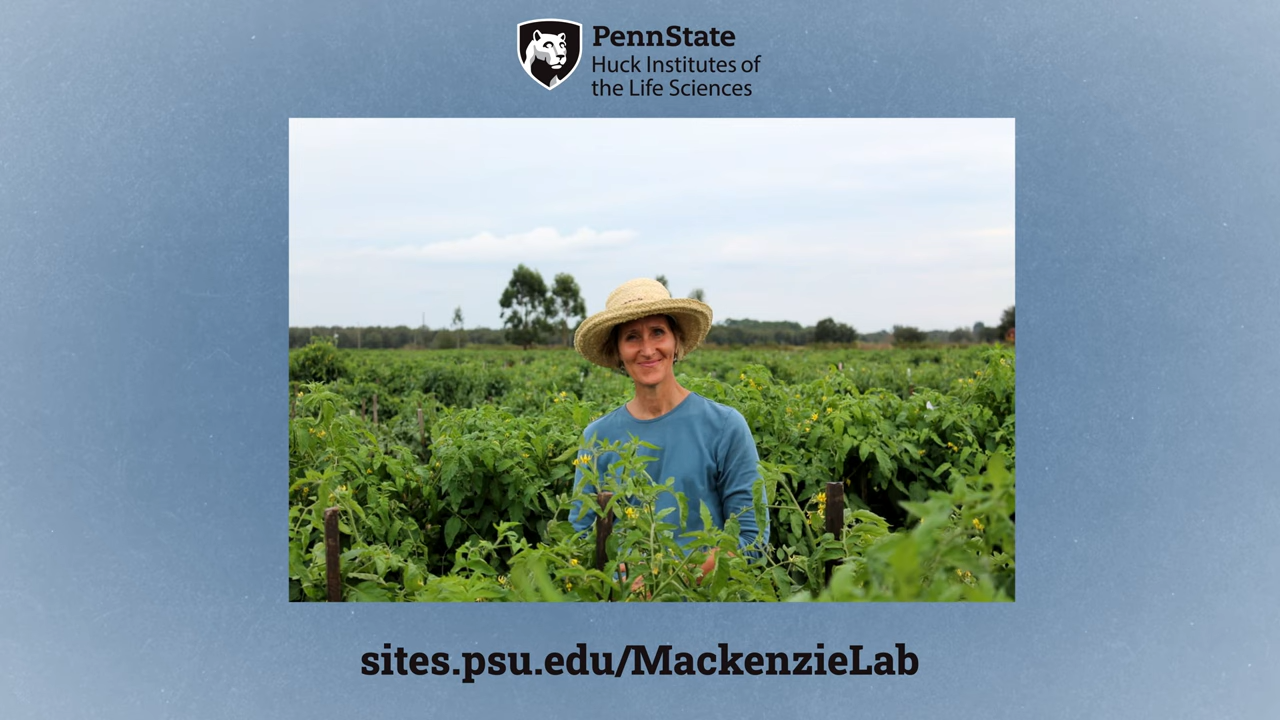 PennState
Huck Institutes of
the Life Sciences
sites.psu.edu/MackenzieLab